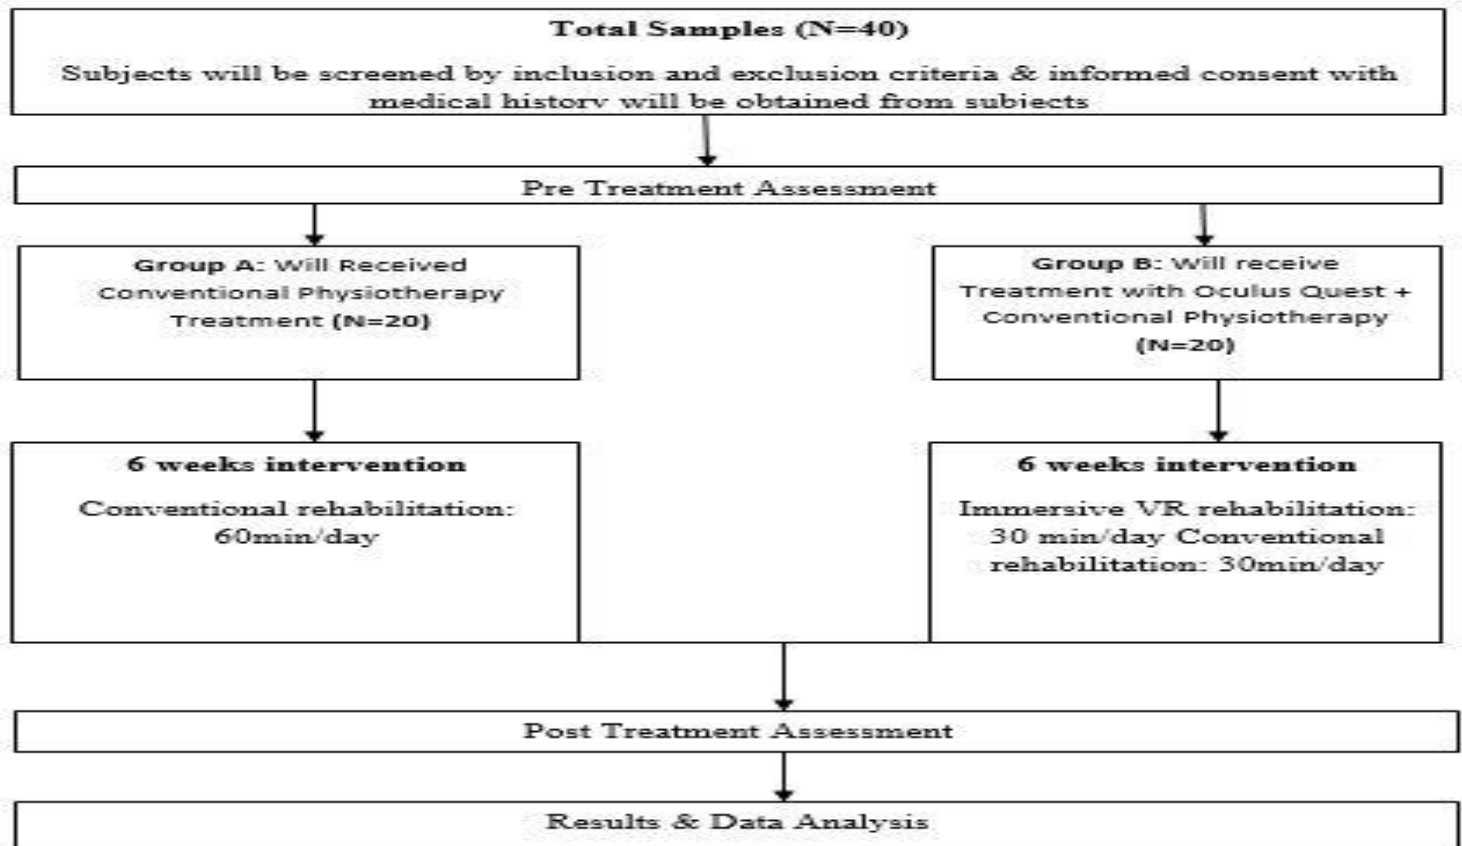 Total Samples (N=40)
Subjects will be screened by inclusion and exclusion criteria & informed consent with
medical history will be obtained from subjects
Pre Treatment Assessment
Group A: Will Received
Conventional Physiotherapy
Treatment (N=20)
Group B: Will receive
Treatment with Oculus Quest +
Conventional Physiotherapy
(N=20)
6 weeks intervention
Conventional rehabilitation:
60min/day
6 weeks intervention
Immersive VR rehabilitation:
30 min/day Conventional
rehabilitation: 30min/day
Post Treatment Assessment
Results & Data Analysis